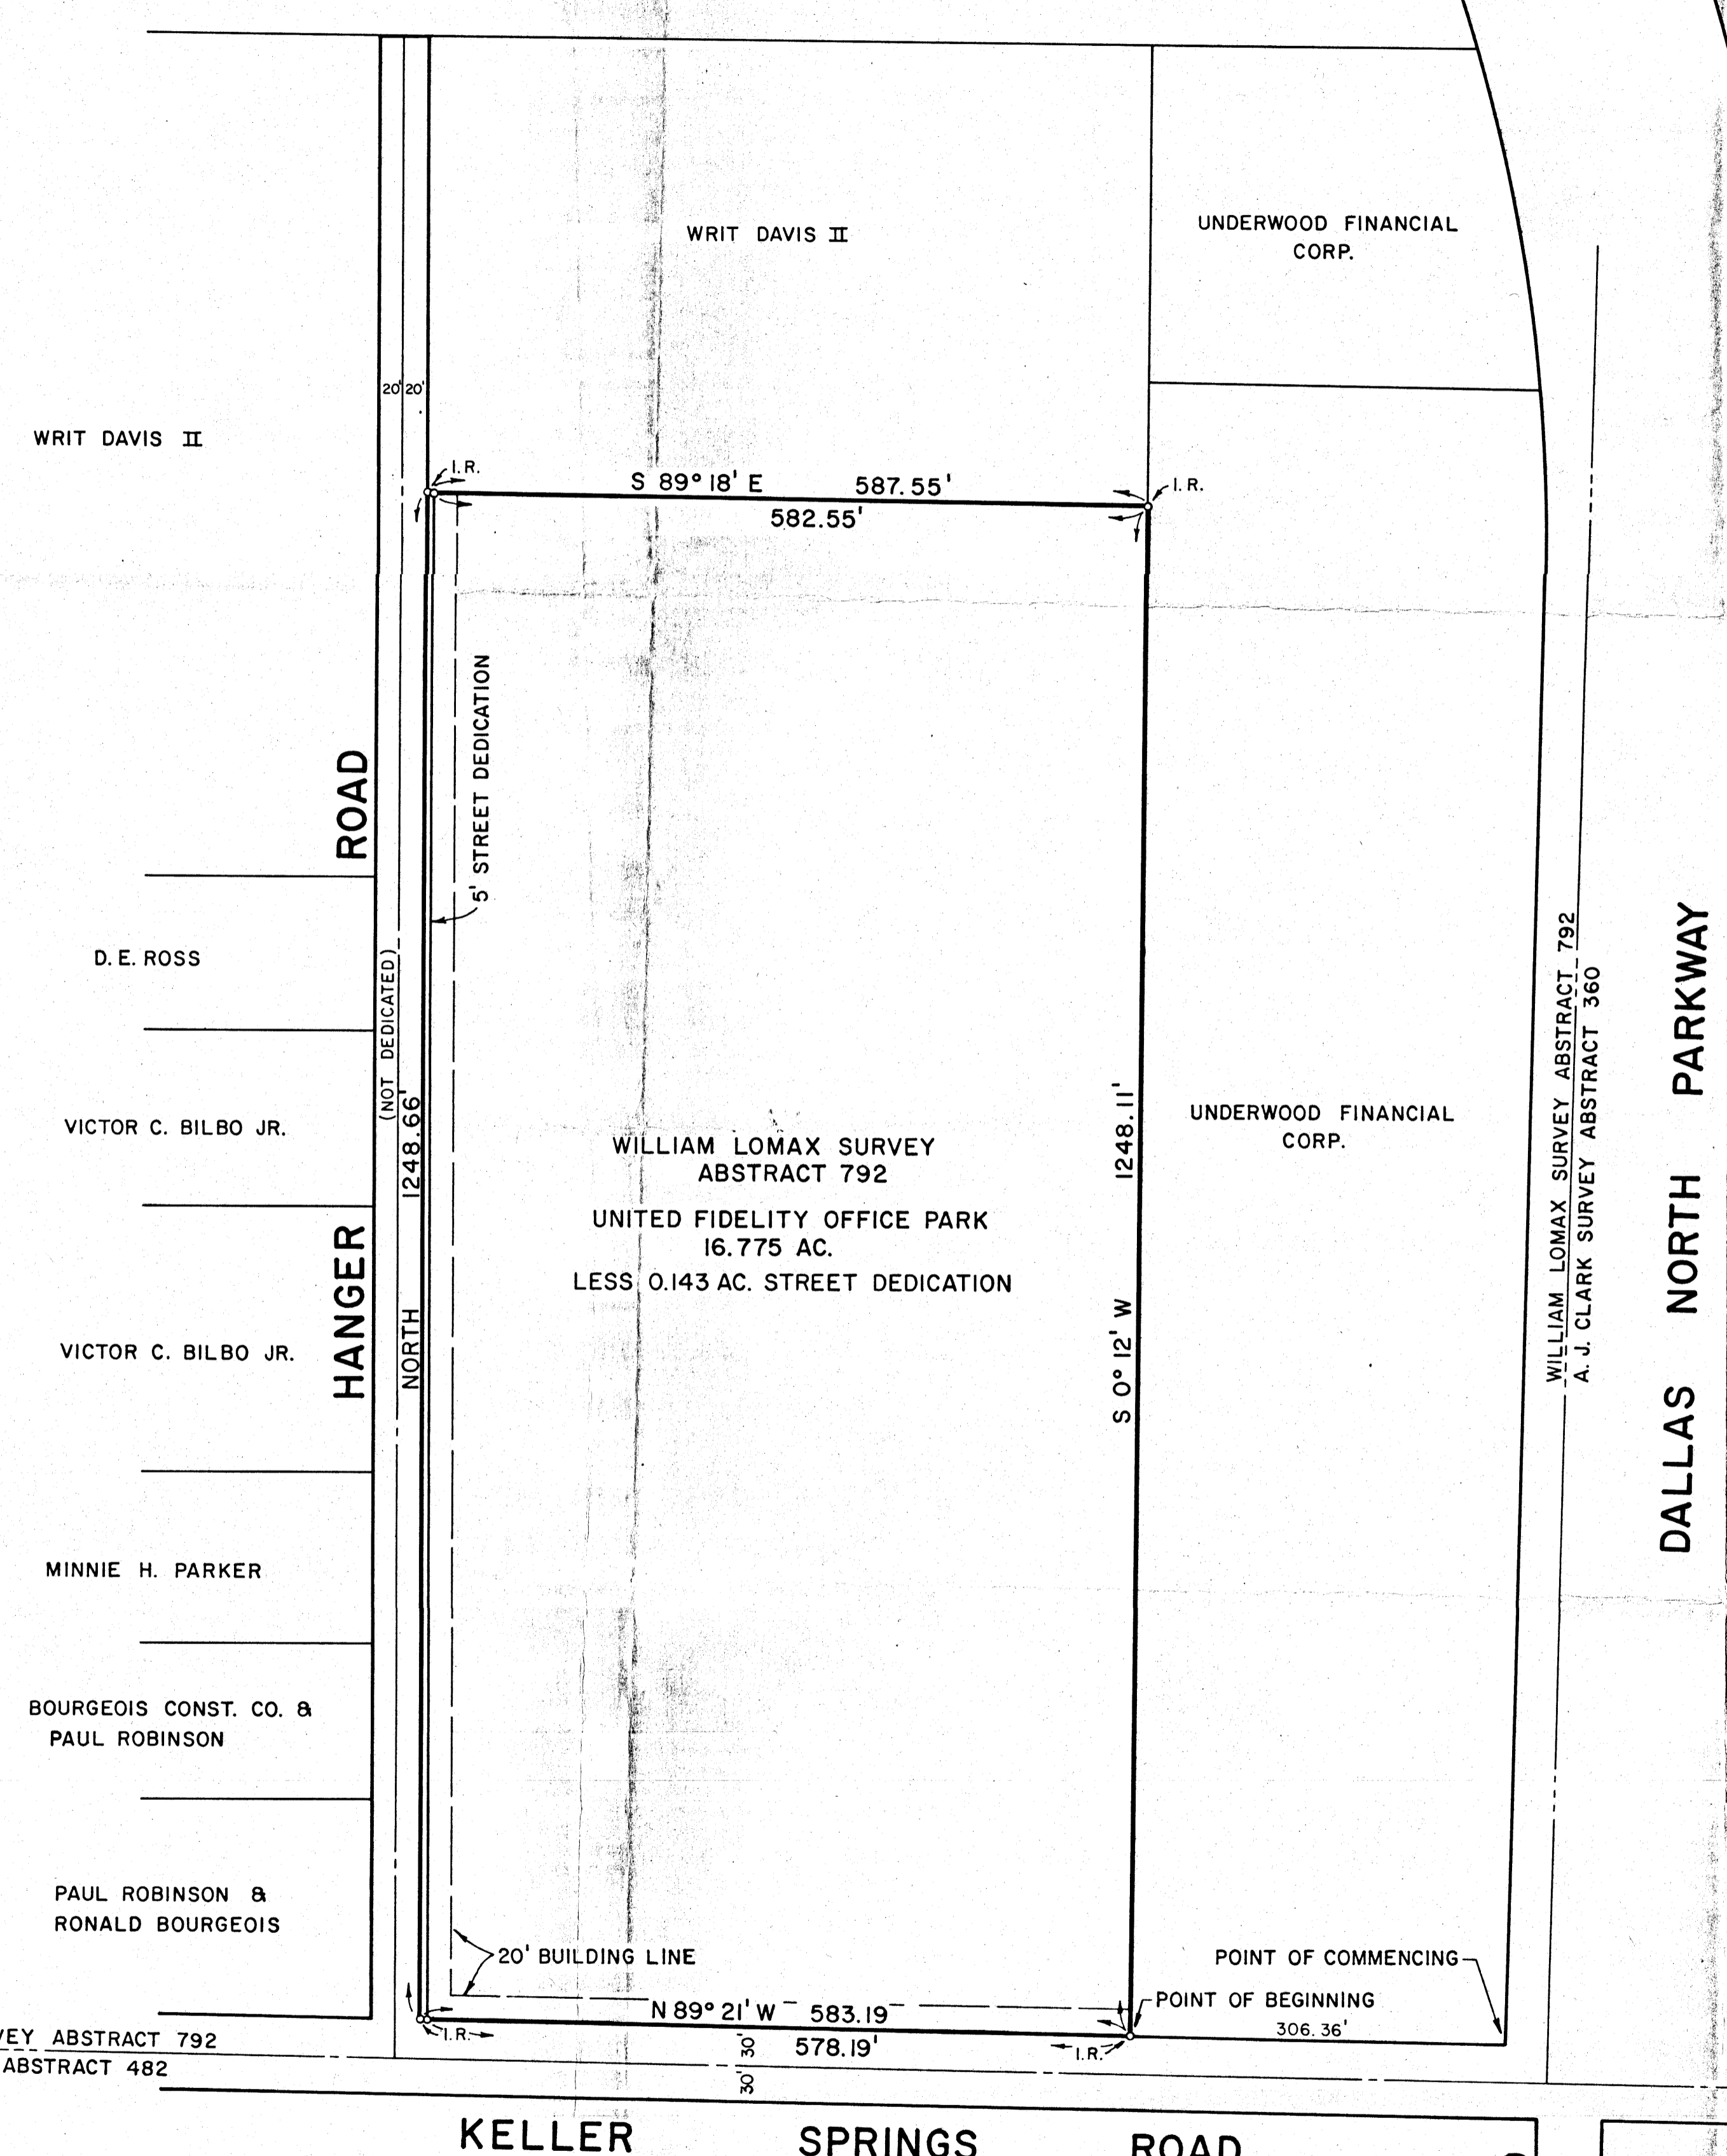 WRIT DAVIS II
UNDERWOOD FINANCIAL
CORP.
20' 20'
WRIT DAVIS II
I.R.
S 89° 18' E 587.55'
I.R.
582.55'
5' STREET DEDICATION
HANGER ROAD
(NOT DEDICATED)
NORTH 1248.66'
D. E. ROSS
VICTOR C. BILBO JR.
VICTOR C. BILBO JR.
MINNIE H. PARKER
BOURGEOIS CONST. CO. &
PAUL ROBINSON
PAUL ROBINSON &
RONALD BOURGEOIS
WILLIAM LOMAX SURVEY
ABSTRACT 792
UNITED FIDELITY OFFICE PARK
16.775 AC.
LESS 0.143 AC. STREET DEDICATION
S 0° 12' W 1248.11'
UNDERWOOD FINANCIAL
CORP.
WILLIAM LOMAX SURVEY ABSTRACT 792
A. J. CLARK SURVEY ABSTRACT 360
DALLAS NORTH PARKWAY
20' BUILDING LINE
POINT OF COMMENCING
POINT OF BEGINNING
306.36'
N 89° 21' W 583.19
I.R.
578.19'
I.R.
30' 30'
VEY ABSTRACT 792
ABSTRACT 482
KELLER SPRINGS ROAD